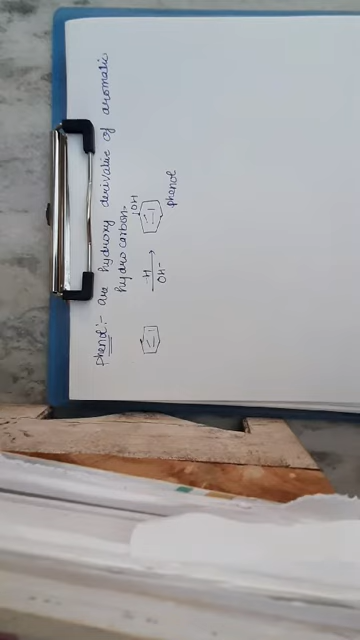 Phenol:- are hydroxy derivative of aromatic
hydrocarbon.
-H
OH-
OH
phenol